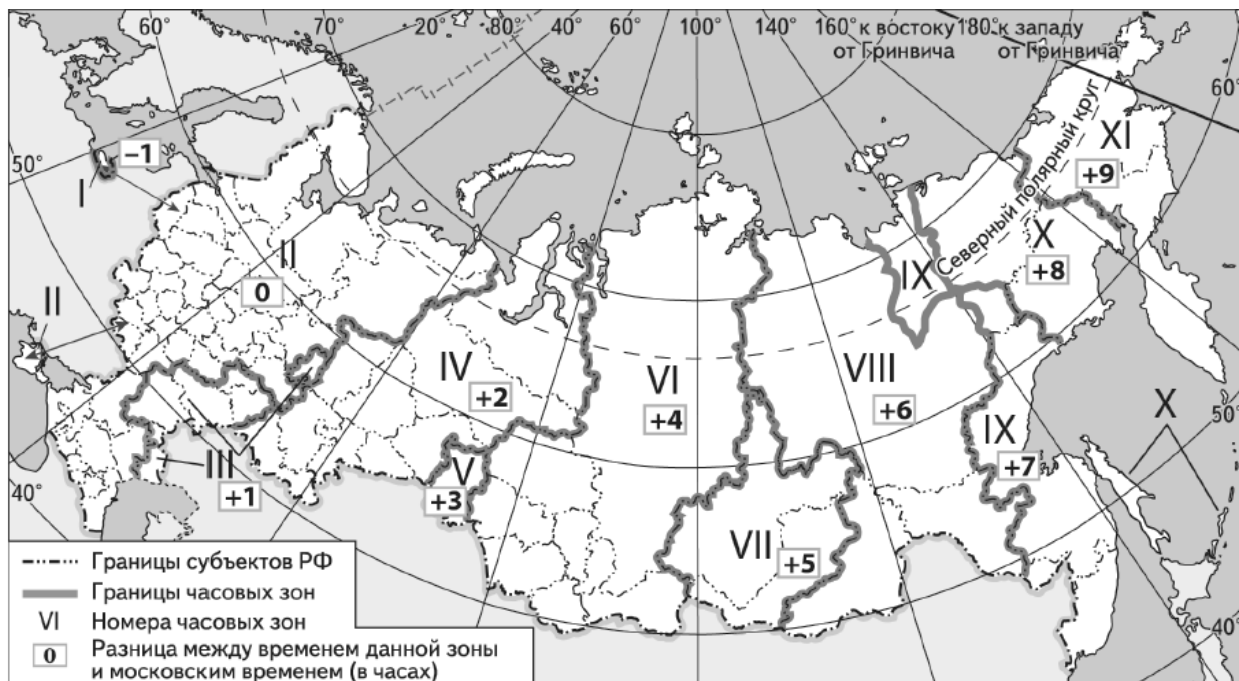 60°
70°
20°
80°
40°
60°
80°
100°
120°
140°
160° к востоку
от Гринвича
180° к западу
от Гринвича
60°
Северный полярный круг
50°
–1
I
II
0
II
III
+1
IV
+2
V
+3
VI
+4
VII
+5
VIII
+6
IX
IX
+7
X
+8
XI
+9
X
50°
40°
40°
Границы субъектов РФ
Границы часовых зон
VI Номера часовых зон
0 Разница между временем данной зоны
и московским временем (в часах)